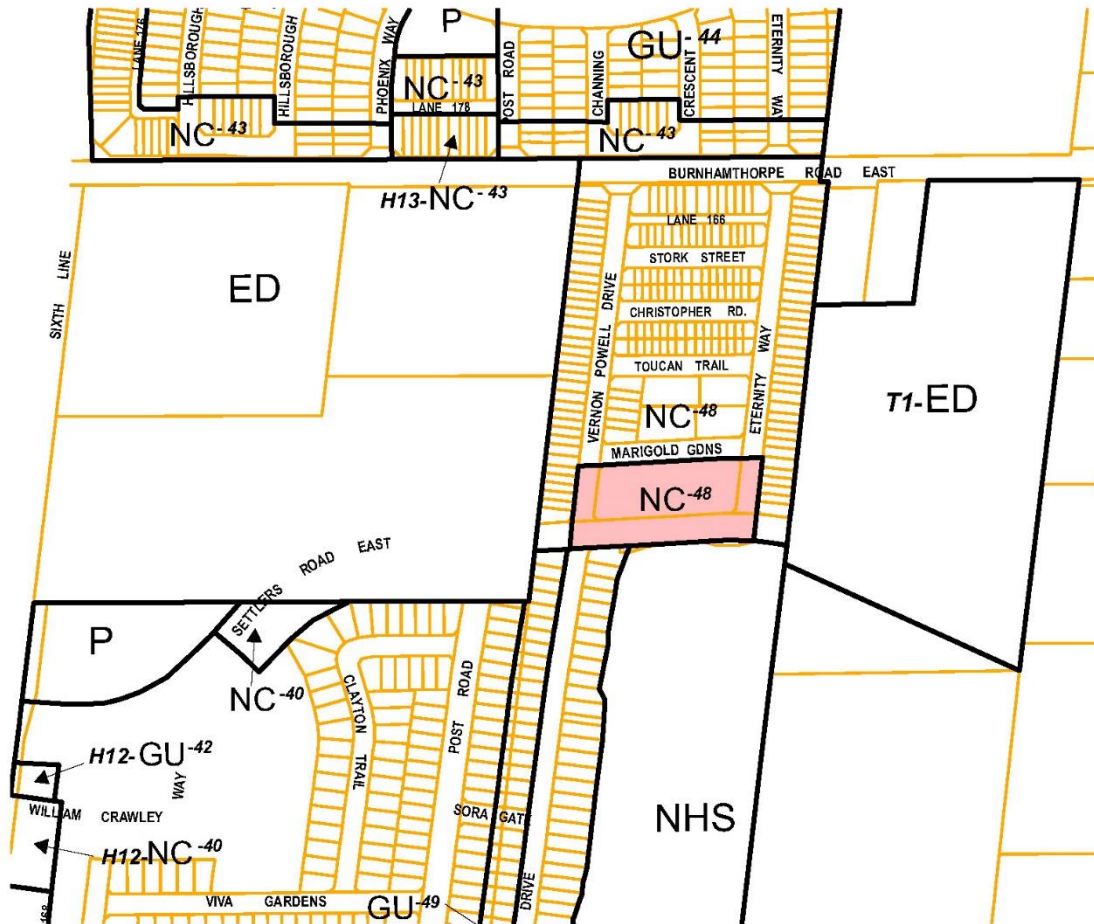 LANE 176
HILLSBOROUGH
HILLSBOROUGH
PHOENIX WAY
P
OST ROAD
CHANNING
GU-44
CRESCENT
ETERNITY WA
NC-43
LANE 178
NC-43
NC-43
H13-NC-43
BURNHAMTHORPE ROAD EAST
LANE 166
STORK STREET
CHRISTOPHER RD.
TOUCAN TRAIL
SIXTH LINE
ED
VERNON POWELL DRIVE
ETERNITY WAY
NC-48
MARIGOLD GDNS
NC-48
T1-ED
SETTLERS ROAD EAST
P
NC-40
CLAYTON TRAIL
POST ROAD
H12-GU-42
WAY
WILLIAM CRAWLEY
H12-NC-40
SORA GATE
DRIVE
NHS
168
VIVA GARDENS
GU-49